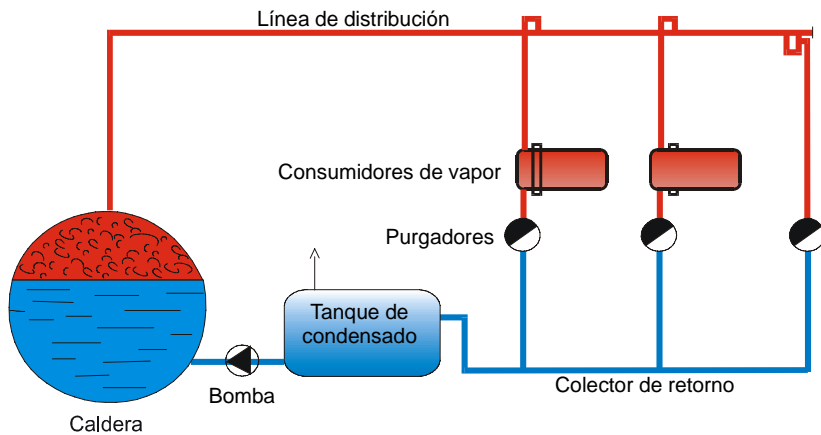 Línea de distribución
Consumidores de vapor
Purgadores
Tanque de
condensado
Bomba
Colector de retorno
Caldera